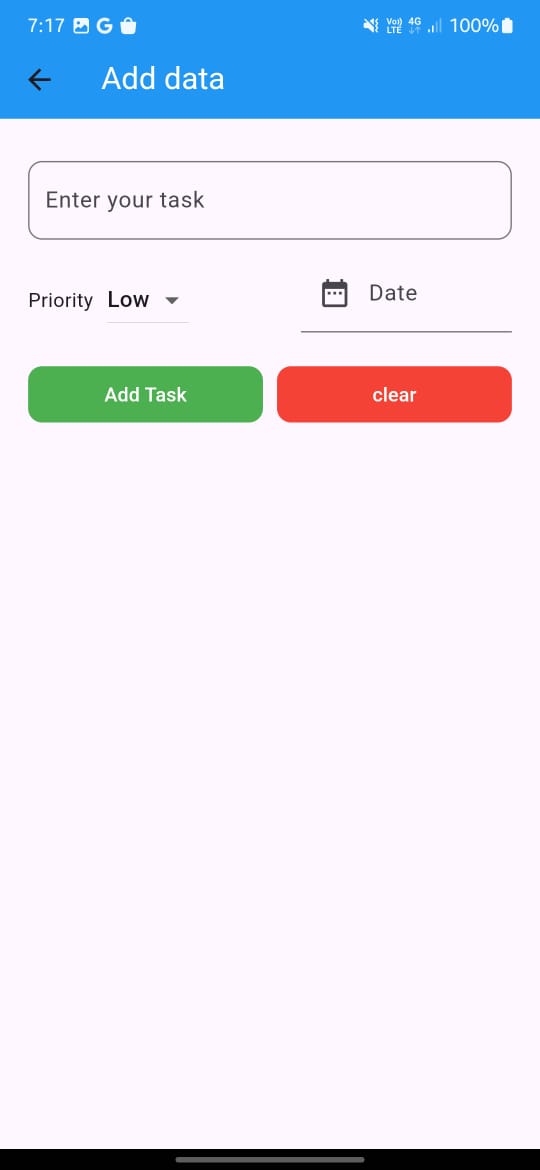 7:17 G Vo) LTE 4G 100%
Add data
Enter your task
Priority Low Date
Add Task clear